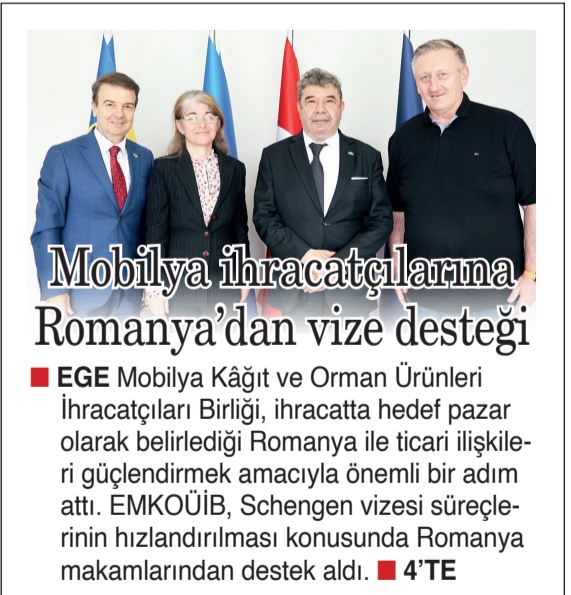 Mobilya ihracatçılarına
Romanya’dan vize desteği
■ EGE Mobilya Kâğıt ve Orman Ürünleri
İhracatçıları Birliği, ihracatta hedef pazar
olarak belirlediği Romanya ile ticari ilişkile-
ri güçlendirmek amacıyla önemli bir adım
attı. EMKOÜİB, Schengen vizesi süreçle-
rinin hızlandırılması konusunda Romanya
makamlarından destek aldı. ■ 4’TE